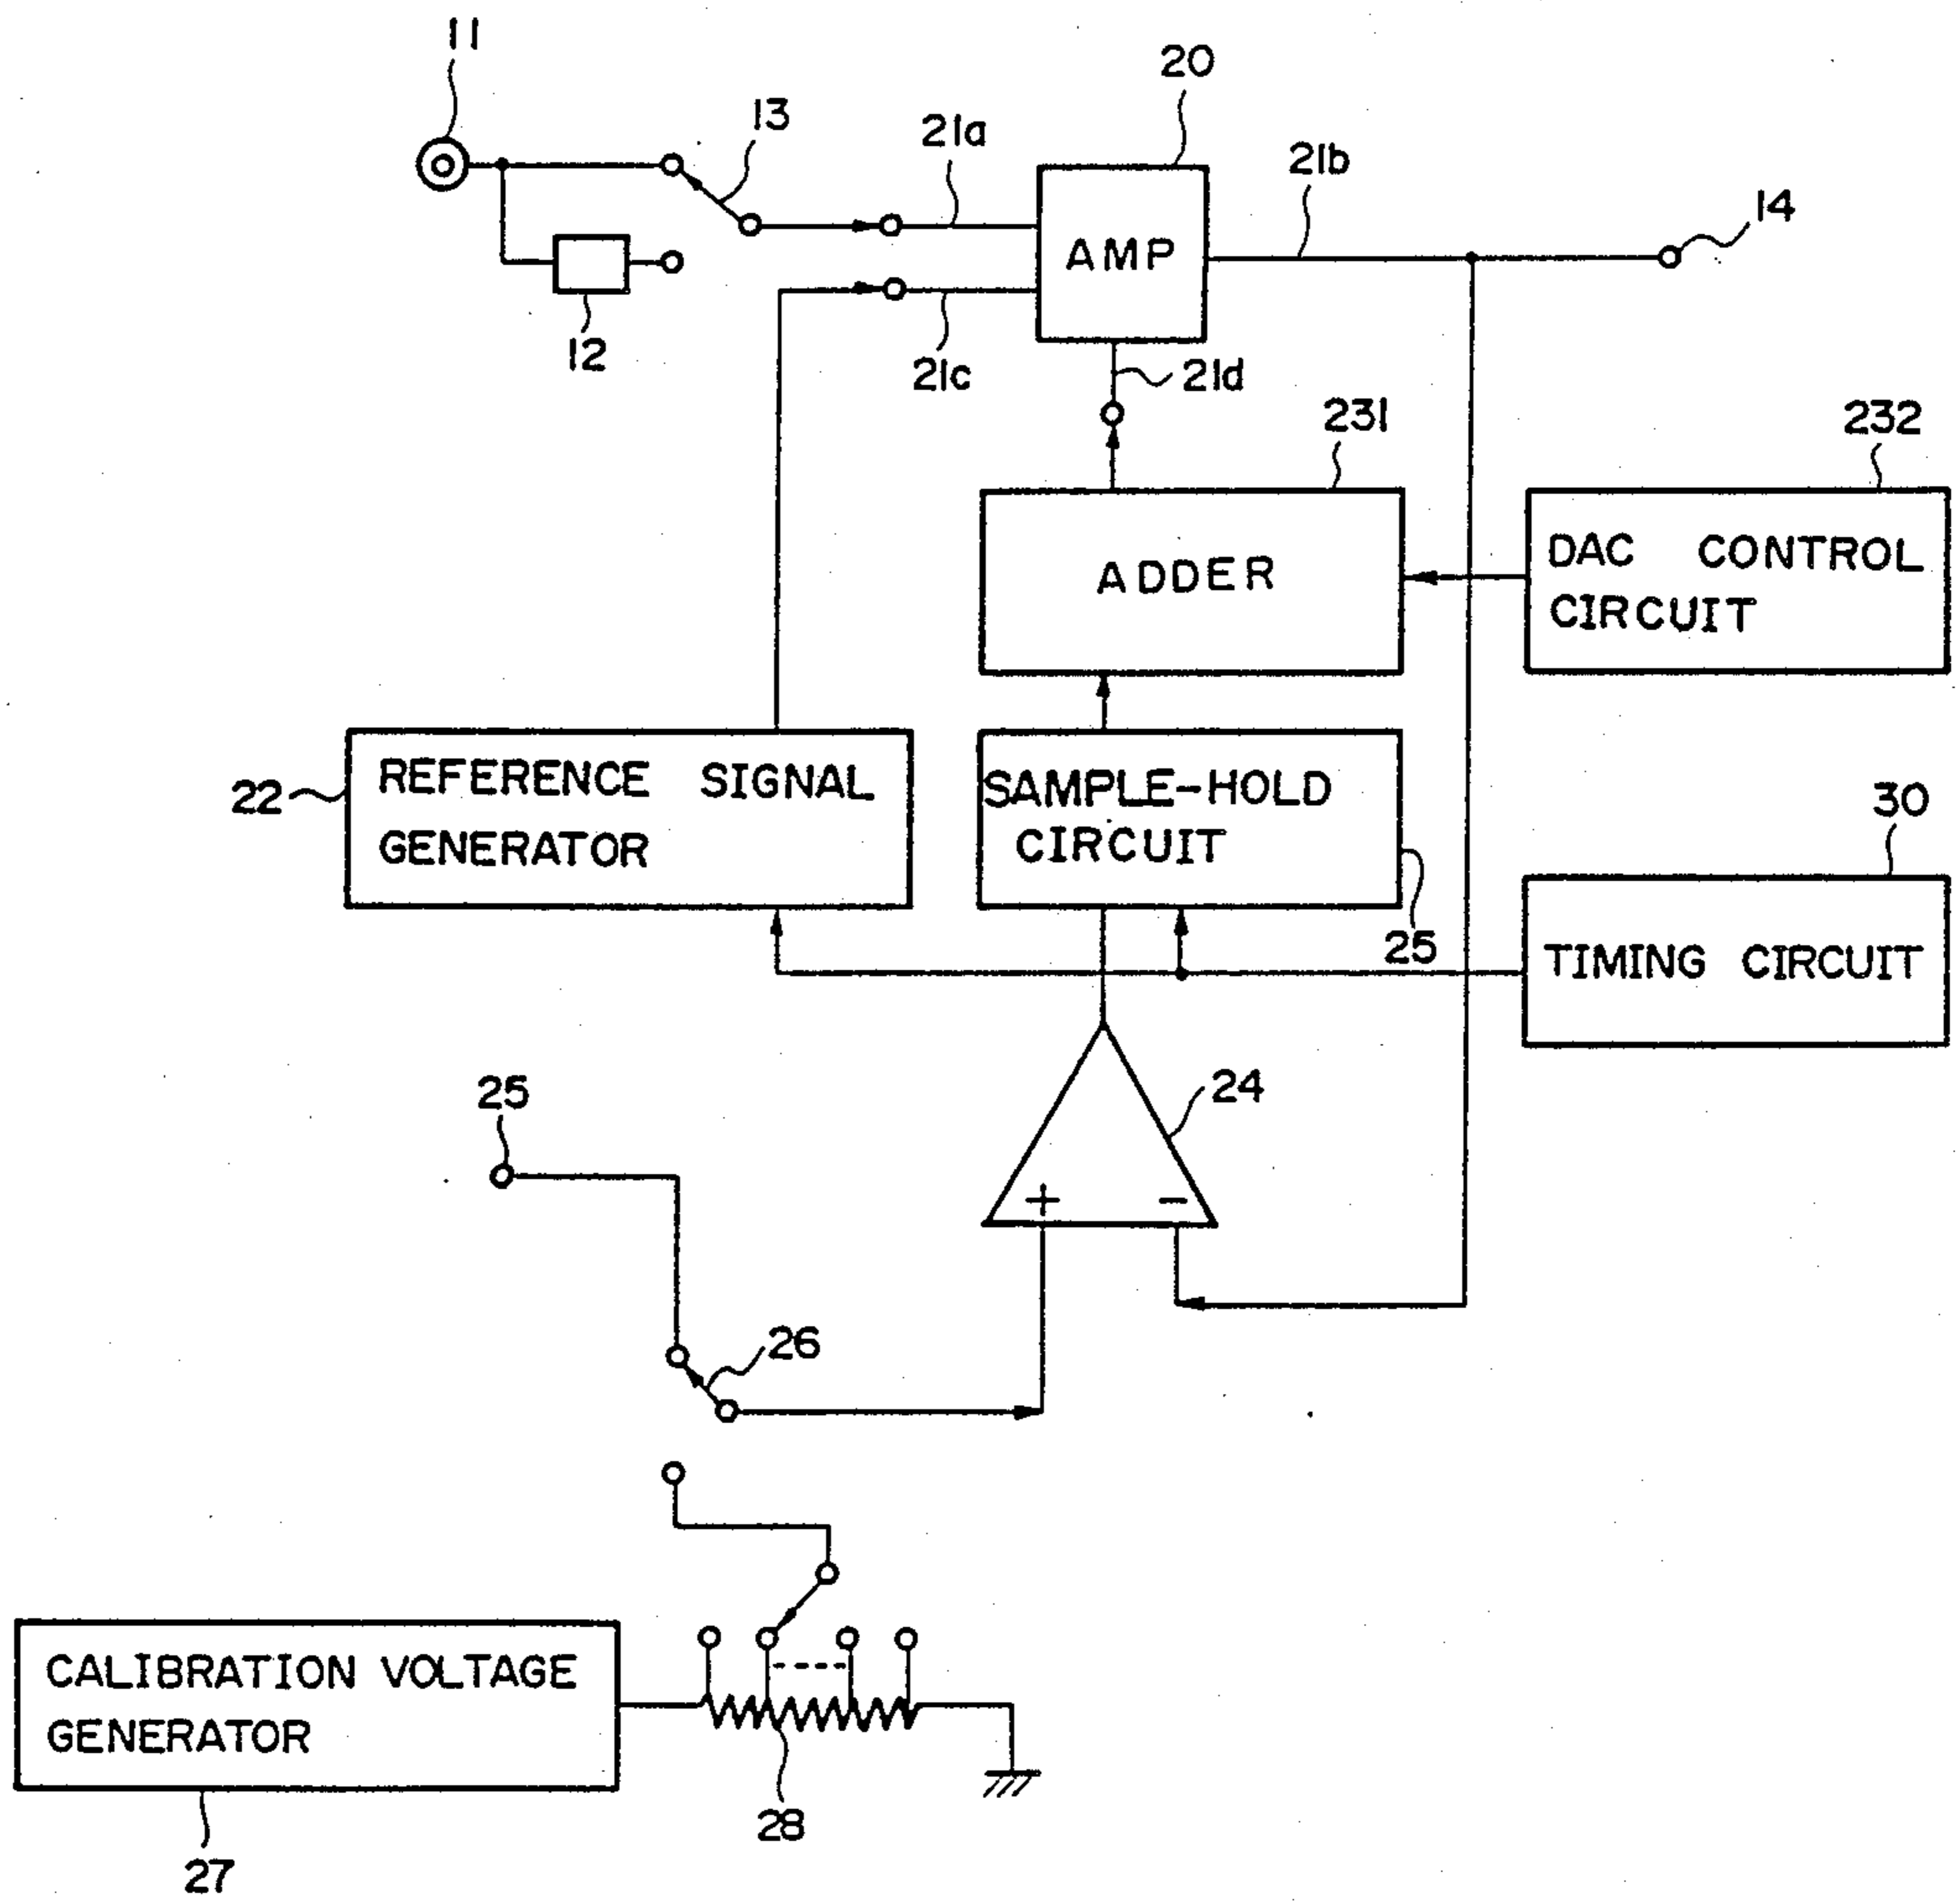 11
20
13
21a
21b
14
AMP
12
21c
21d
231
232
ADDER
DAC CONTROL
CIRCUIT
22
REFERENCE SIGNAL
GENERATOR
SAMPLE-HOLD
CIRCUIT
25
30
TIMING CIRCUIT
25
24
+
−
26
CALIBRATION VOLTAGE
GENERATOR
28
27